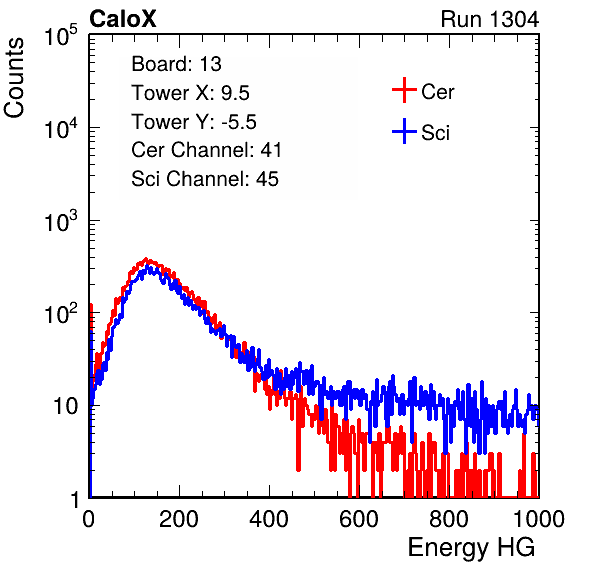 CaloX Run 1304
Counts
Board: 13
Tower X: 9.5
Tower Y: -5.5
Cer Channel: 41
Sci Channel: 45
Cer
Sci
10^5
10^4
10^3
10^2
10
1
0 200 400 600 800 1000
Energy HG